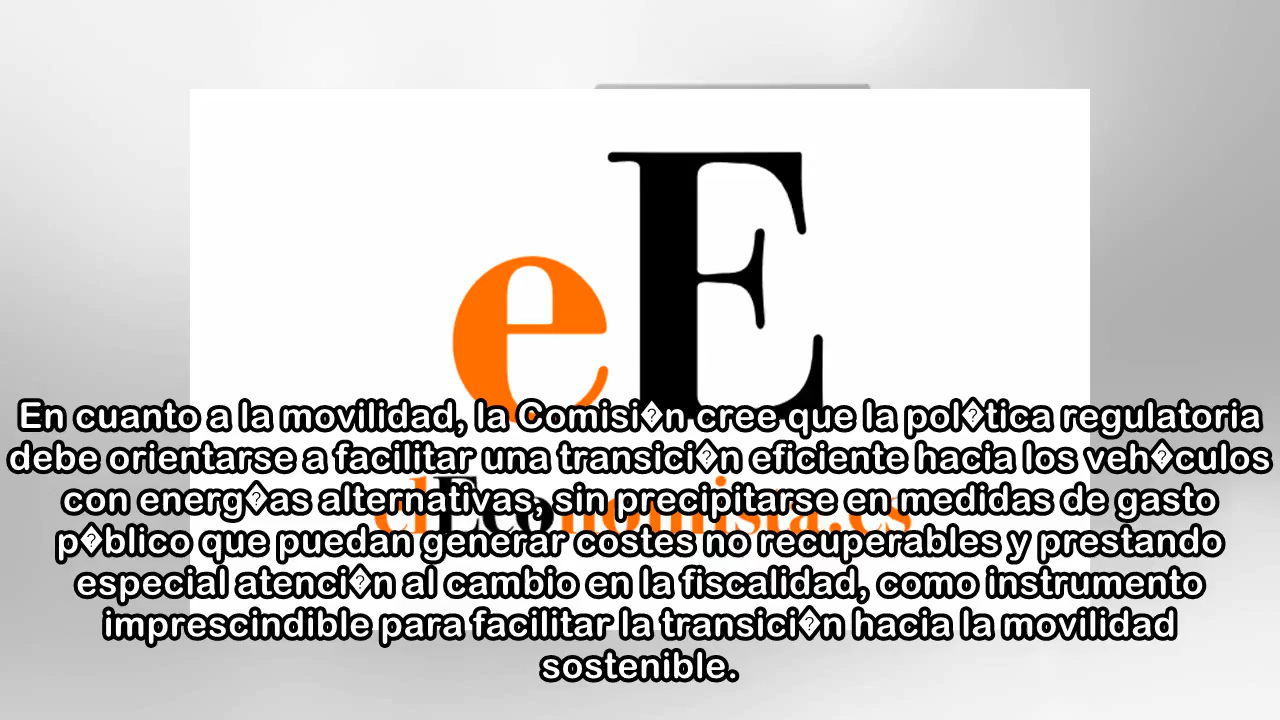 eE
En cuanto a la movilidad, la Comisi�n cree que la pol�tica regulatoria
debe orientarse a facilitar una transici�n eficiente hacia los veh�culos
con energ�as alternativas, sin precipitarse en medidas de gasto
elEconomista.es
p�blico que puedan generar costes no recuperables y prestando
especial atenci�n al cambio en la fiscalidad, como instrumento
imprescindible para facilitar la transici�n hacia la movilidad
sostenible.